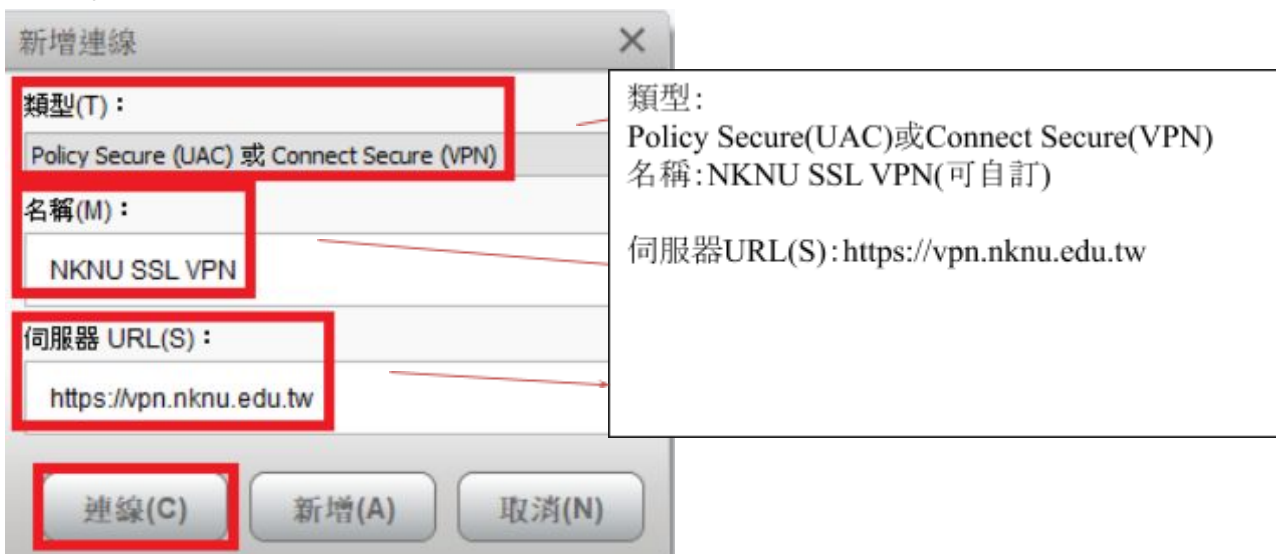 新增連線
類型(T)：
Policy Secure (UAC) 或 Connect Secure (VPN)
名稱(M)：
NKNU SSL VPN
伺服器 URL(S)：
https://vpn.nknu.edu.tw
連線(C)
新增(A)
取消(N)
類型:
Policy Secure(UAC)或Connect Secure(VPN)
名稱:NKNU SSL VPN(可自訂)
伺服器URL(S):https://vpn.nknu.edu.tw